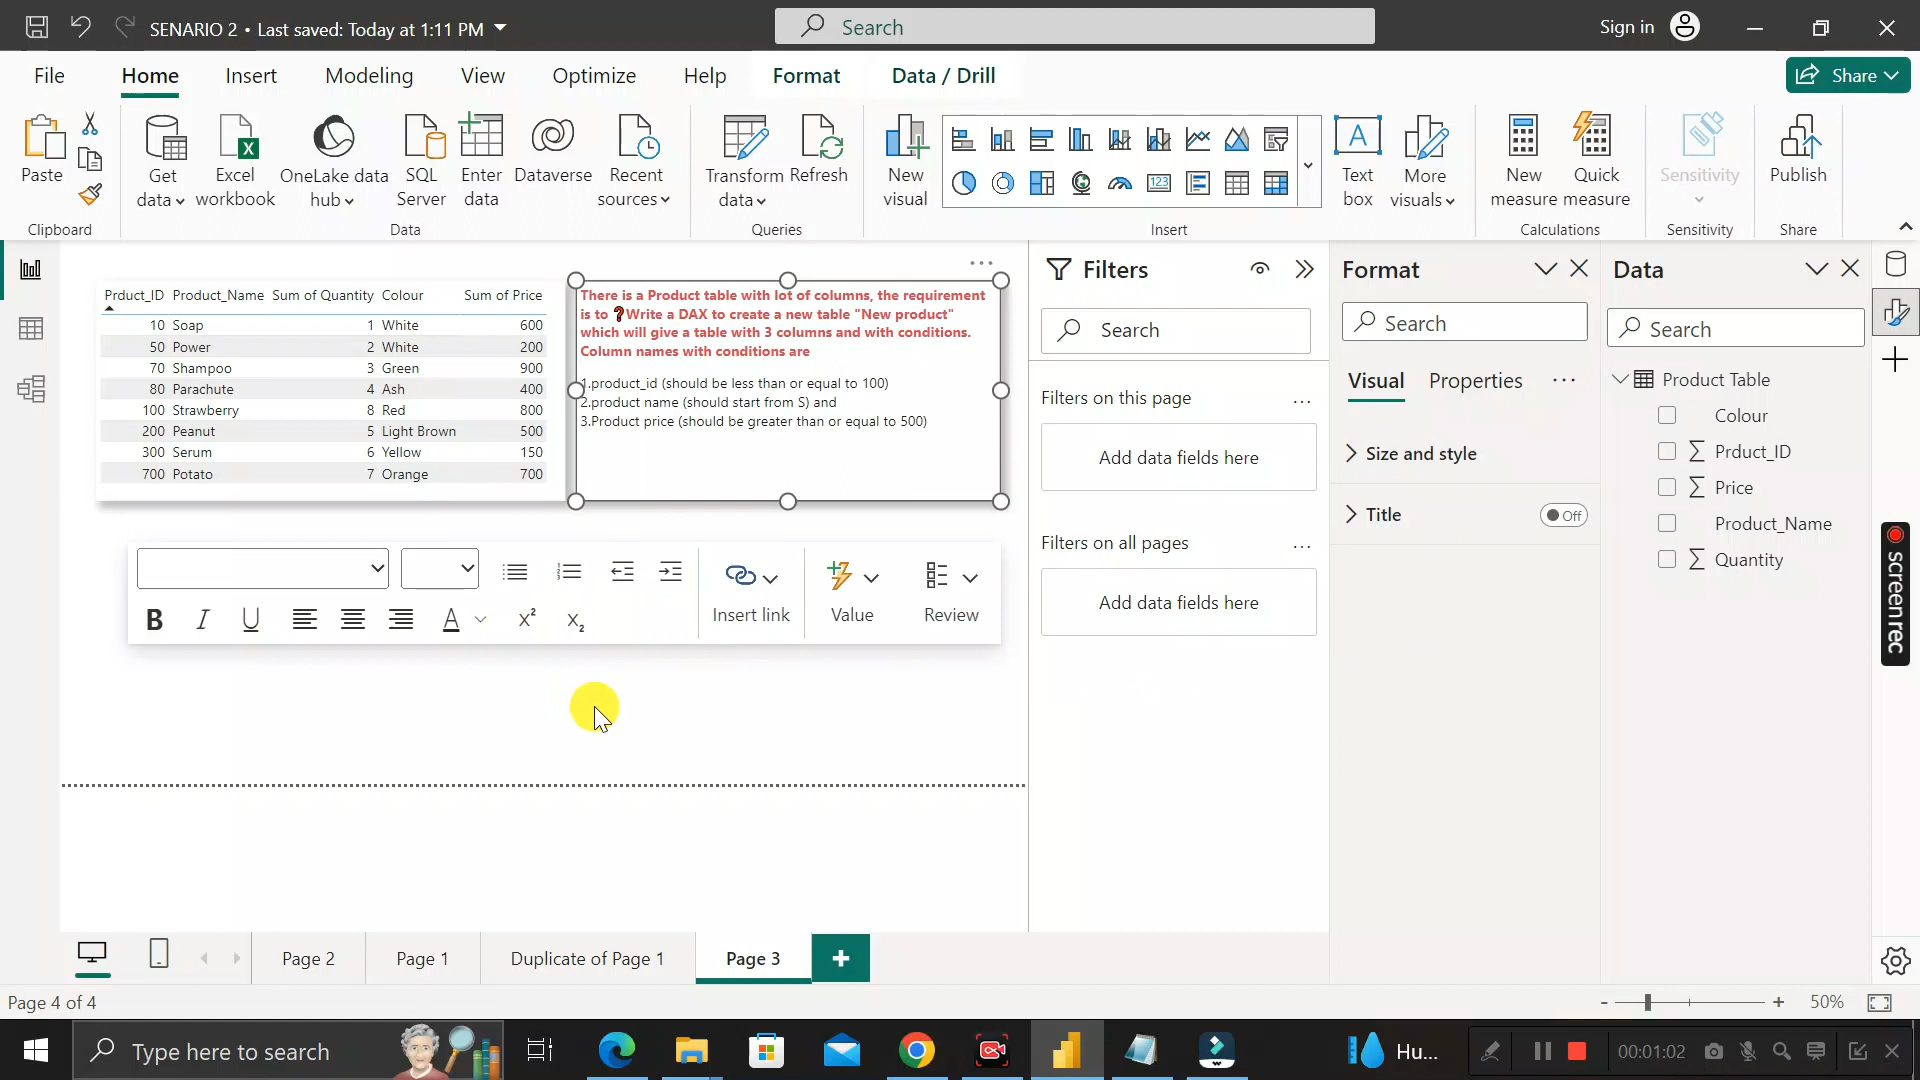 SENARIO 2 • Last saved: Today at 1:11 PM
Search
Sign in
File
Home
Insert
Modeling
View
Optimize
Help
Format
Data / Drill
Share
Paste
Get data
Excel workbook
OneLake data hub
SQL Server
Enter data
Dataverse
Recent sources
Transform data
Refresh
New visual
Text box
More visuals
New measure
Quick measure
Sensitivity
Publish
Clipboard
Data
Queries
Insert
Calculations
Sensitivity
Share
Prduct_ID Product_Name Sum of Quantity Colour Sum of Price
10 Soap 1 White 600
50 Power 2 White 200
70 Shampoo 3 Green 900
80 Parachute 4 Ash 400
100 Strawberry 8 Red 800
200 Peanut 5 Light Brown 500
300 Serum 6 Yellow 150
700 Potato 7 Orange 700
There is a Product table with lot of columns, the requirement
is to ❓Write a DAX to create a new table "New product"
which will give a table with 3 columns and with conditions.
Column names with conditions are
1.product_id (should be less than or equal to 100)
2.product name (should start from S) and
3.Product price (should be greater than or equal to 500)
B I U A x² x₂
Insert link
Value
Review
Filters
Search
Filters on this page
Add data fields here
Filters on all pages
Add data fields here
Format
Search
Visual
Properties
Size and style
Title
Off
Data
Search
Product Table
Colour
Prduct_ID
Price
Product_Name
Quantity
screenrec
Page 2
Page 1
Duplicate of Page 1
Page 3
Page 4 of 4
- + 50%
Type here to search
Hu...
00:01:02